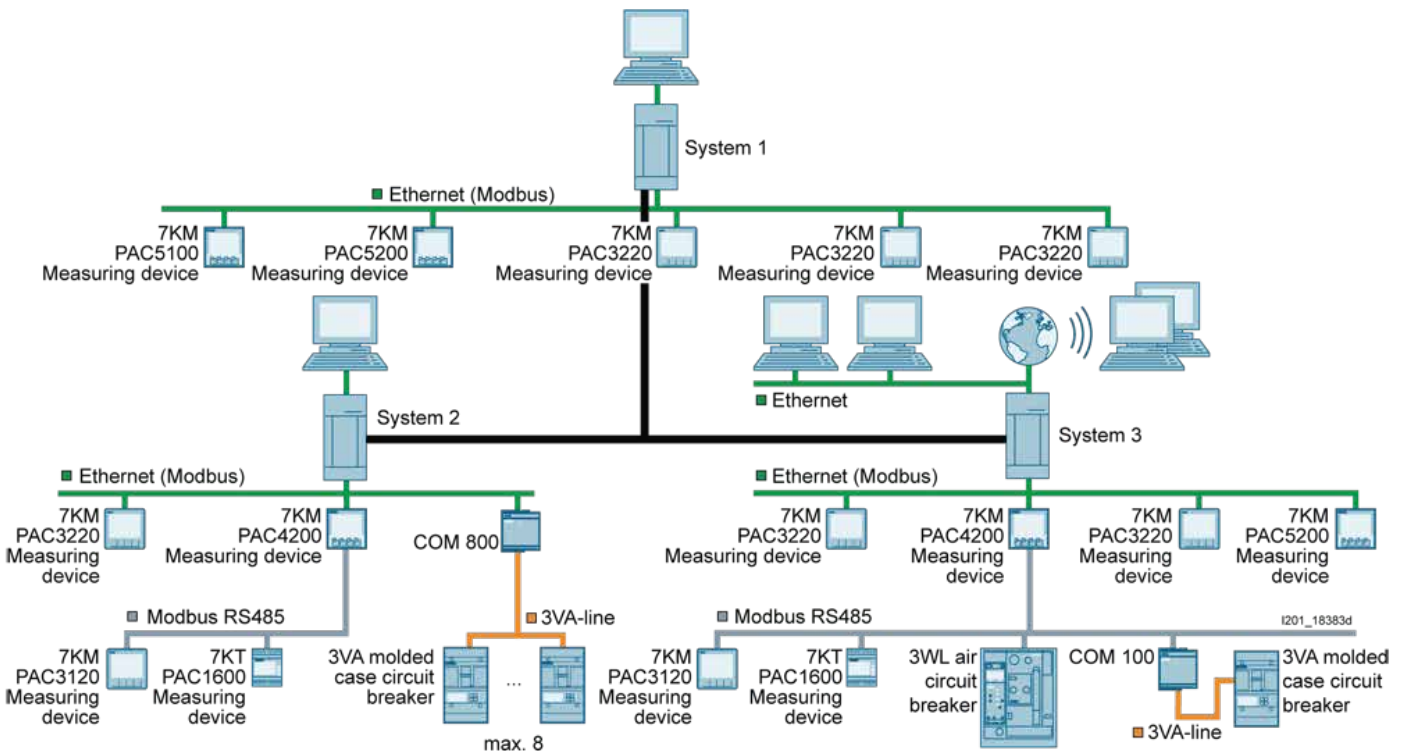 System 1
Ethernet (Modbus)
7KM
PAC5100
Measuring device
7KM
PAC5200
Measuring device
7KM
PAC3220
Measuring device
7KM
PAC3220
Measuring device
7KM
PAC3220
Measuring device
Ethernet
System 2
System 3
Ethernet (Modbus)
7KM
PAC3220
Measuring
device
7KM
PAC4200
Measuring device
COM 800
Ethernet (Modbus)
7KM
PAC3220
Measuring device
7KM
PAC4200
Measuring
device
7KM
PAC3220
Measuring
device
7KM
PAC5200
Measuring
device
Modbus RS485
7KM
PAC3120
Measuring
device
7KT
PAC1600
Measuring
device
3VA-line
3VA molded
case circuit
breaker
...
max. 8
Modbus RS485
I201_18383d
7KM
PAC3120
Measuring
device
7KT
PAC1600
Measuring
device
3WL air
circuit
breaker
COM 100
3VA molded
case circuit
breaker
3VA-line